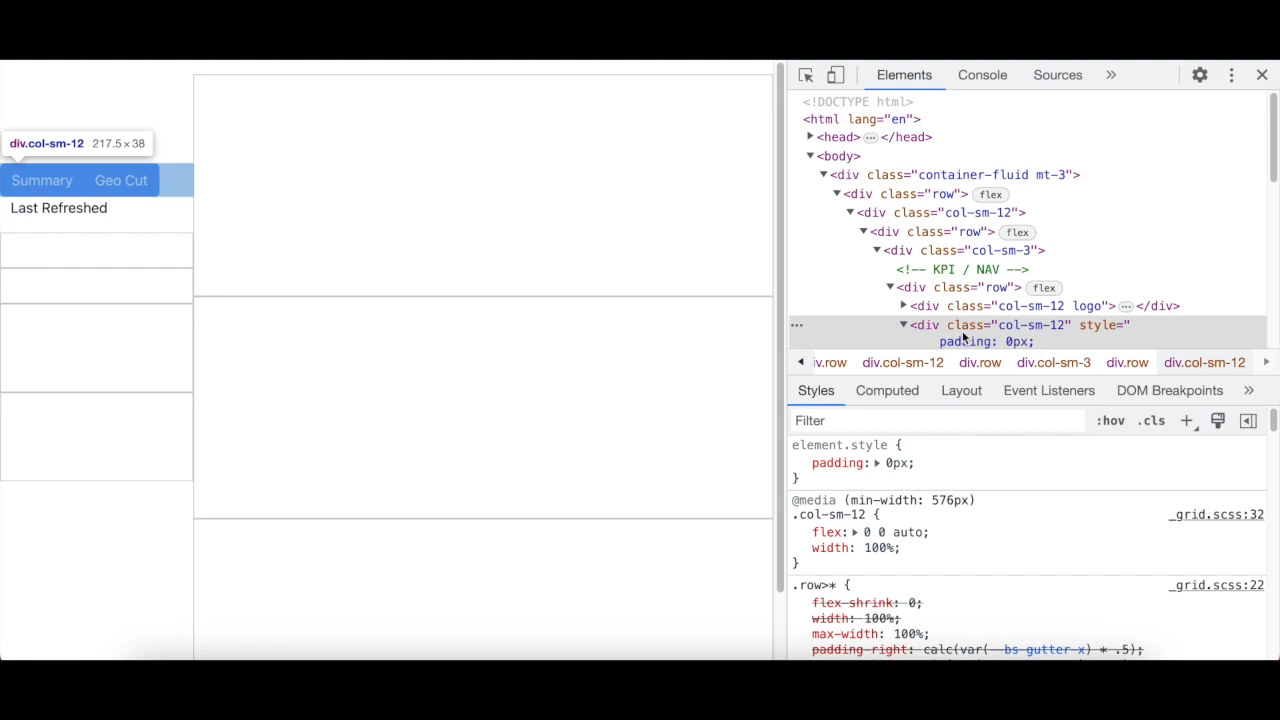 div.col-sm-12 217.5 × 38
Summary Geo Cut
Last Refreshed
Elements Console Sources »
<!DOCTYPE html>
<html lang="en">
<head> ··· </head>
<body>
<div class="container-fluid mt-3">
<div class="row"> flex
<div class="col-sm-12">
<div class="row"> flex
<div class="col-sm-3">
<!-- KPI / NAV -->
<div class="row"> flex
<div class="col-sm-12 logo"> ··· </div>
··· <div class="col-sm-12" style="
padding: 0px;
iv.row div.col-sm-12 div.row div.col-sm-3 div.row div.col-sm-12
Styles Computed Layout Event Listeners DOM Breakpoints »
Filter :hov .cls +
element.style {
padding: 0px;
}
@media (min-width: 576px)
.col-sm-12 { _grid.scss:32
flex: 0 0 auto;
width: 100%;
}
.row>* { _grid.scss:22
flex-shrink: 0;
width: 100%;
max-width: 100%;
padding-right: calc(var(--bs-gutter-x) * .5);